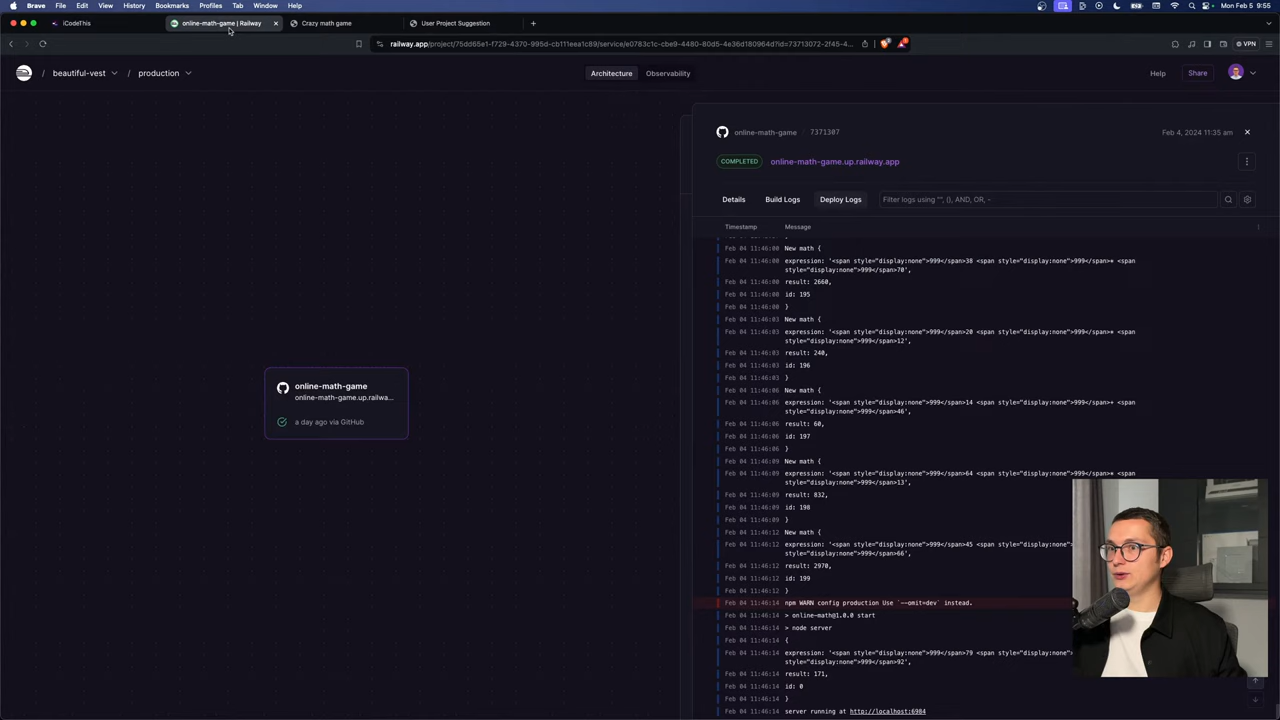 Brave File Edit View History Bookmarks Profiles Tab Window Help
Mon Feb 5 9:55
iCodeThis
online-math-game | Railway
Crazy math game
User Project Suggestion
railway.app/project/75dd65e1-f729-4370-995d-cb111eea1c89/service/e0783c1c-cbe9-4480-80d5-4e36d180964d?id=73713072-2f45-4...
VPN
/ beautiful-vest / production
Architecture Observability
Help Share
online-math-game / 7371307
Feb 4, 2024 11:35 am
COMPLETED online-math-game.up.railway.app
Details Build Logs Deploy Logs Filter logs using "", (), AND, OR, -
Timestamp Message
Feb 04 11:46:00 New math {
Feb 04 11:46:00 expression: '<span style="display:none">999</span>38 <span style="display:none">999</span>* <span
style="display:none">999</span>70',
Feb 04 11:46:00 result: 2660,
Feb 04 11:46:00 id: 195
Feb 04 11:46:00 }
Feb 04 11:46:03 New math {
Feb 04 11:46:03 expression: '<span style="display:none">999</span>20 <span style="display:none">999</span>* <span
style="display:none">999</span>12',
Feb 04 11:46:03 result: 240,
Feb 04 11:46:03 id: 196
Feb 04 11:46:03 }
Feb 04 11:46:06 New math {
Feb 04 11:46:06 expression: '<span style="display:none">999</span>14 <span style="display:none">999</span>+ <span
style="display:none">999</span>46',
Feb 04 11:46:06 result: 60,
Feb 04 11:46:06 id: 197
Feb 04 11:46:06 }
Feb 04 11:46:09 New math {
Feb 04 11:46:09 expression: '<span style="display:none">999</span>64 <span style="display:none">999</span>* <span
style="display:none">999</span>13',
Feb 04 11:46:09 result: 832,
Feb 04 11:46:09 id: 198
Feb 04 11:46:09 }
Feb 04 11:46:12 New math {
Feb 04 11:46:12 expression: '<span style="display:none">999</span>45 <span
style="display:none">999</span>66',
Feb 04 11:46:12 result: 2970,
Feb 04 11:46:12 id: 199
Feb 04 11:46:12 }
Feb 04 11:46:14 npm WARN config production Use `--omit=dev` instead.
Feb 04 11:46:14 > online-math@1.0.0 start
Feb 04 11:46:14 > node server
Feb 04 11:46:14 {
Feb 04 11:46:14 expression: '<span style="display:none">999</span>79 <span
style="display:none">999</span>92',
Feb 04 11:46:14 result: 171,
Feb 04 11:46:14 id: 0
Feb 04 11:46:14 }
Feb 04 11:46:14 server running at http://localhost:6984
online-math-game
online-math-game.up.railwa...
a day ago via GitHub